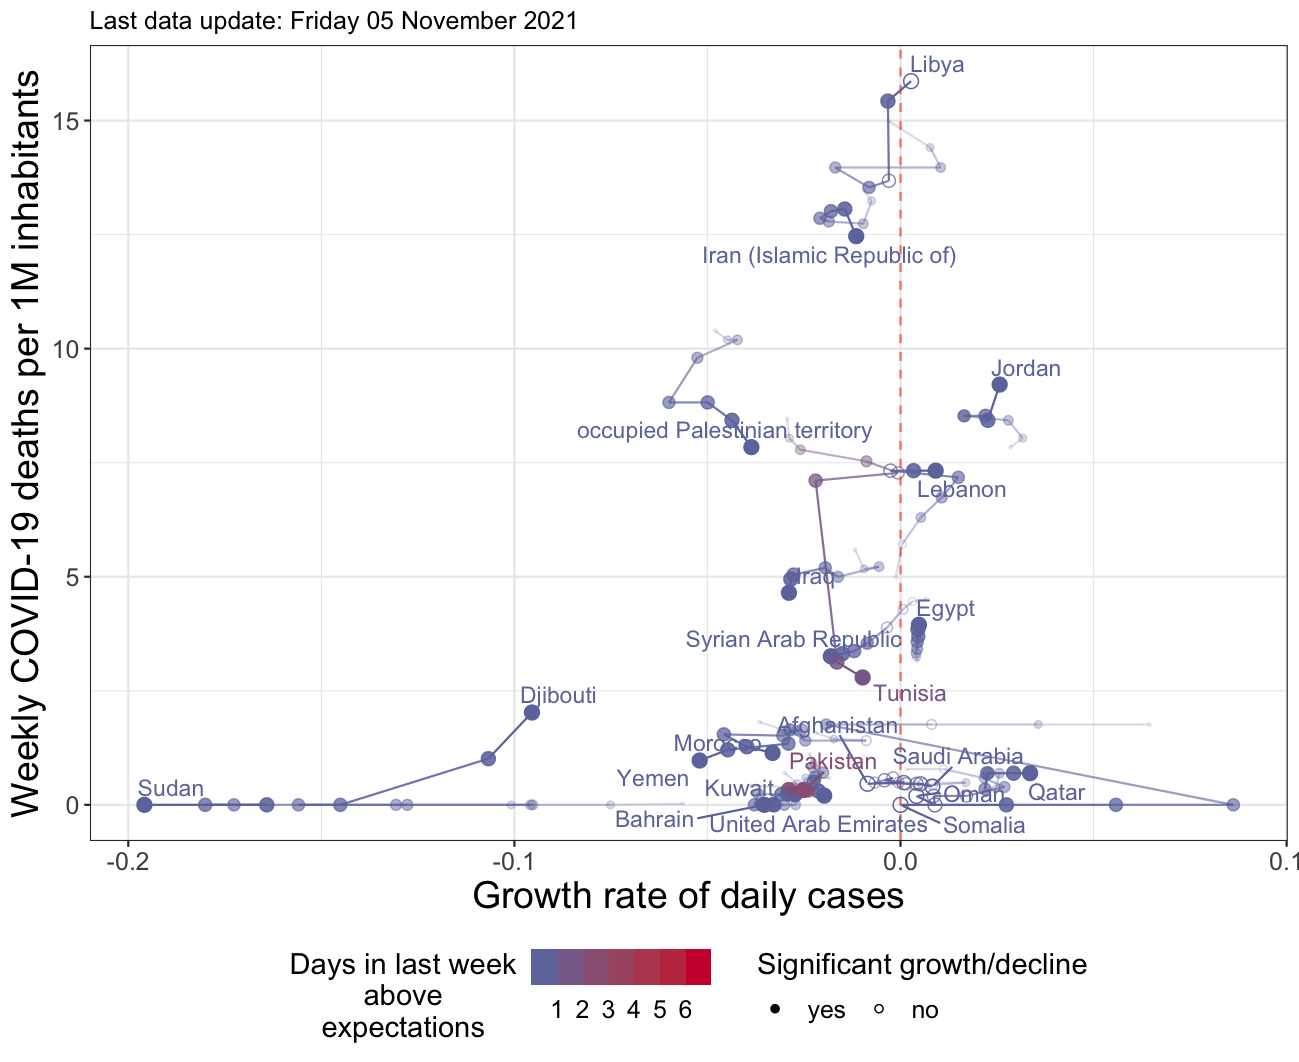 Last data update: Friday 05 November 2021
Weekly COVID-19 deaths per 1M inhabitants
15
10
5
0
Libya
Iran (Islamic Republic of)
Jordan
occupied Palestinian territory
Lebanon
Iraq
Egypt
Syrian Arab Republic
Tunisia
Djibouti
Afghanistan
Morocco
Saudi Arabia
Pakistan
Yemen
Sudan
Kuwait
Oman
Qatar
Bahrain
United Arab Emirates
Somalia
-0.2
-0.1
0.0
0.1
Growth rate of daily cases
Days in last week
above
expectations
1 2 3 4 5 6
Significant growth/decline
yes
no